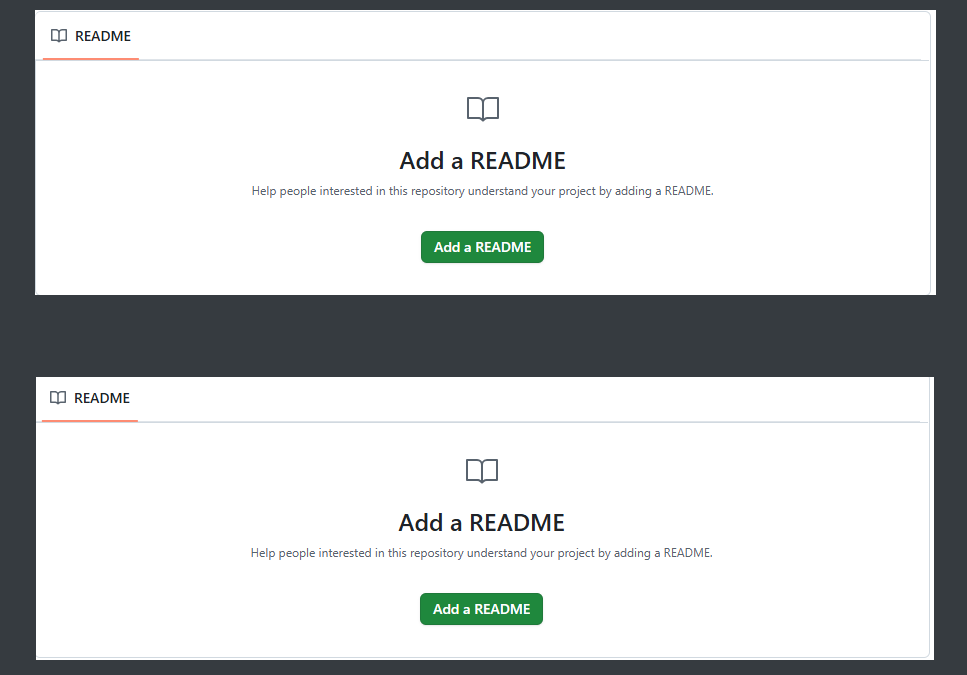 README
Add a README
Help people interested in this repository understand your project by adding a README.
Add a README
README
Add a README
Help people interested in this repository understand your project by adding a README.
Add a README